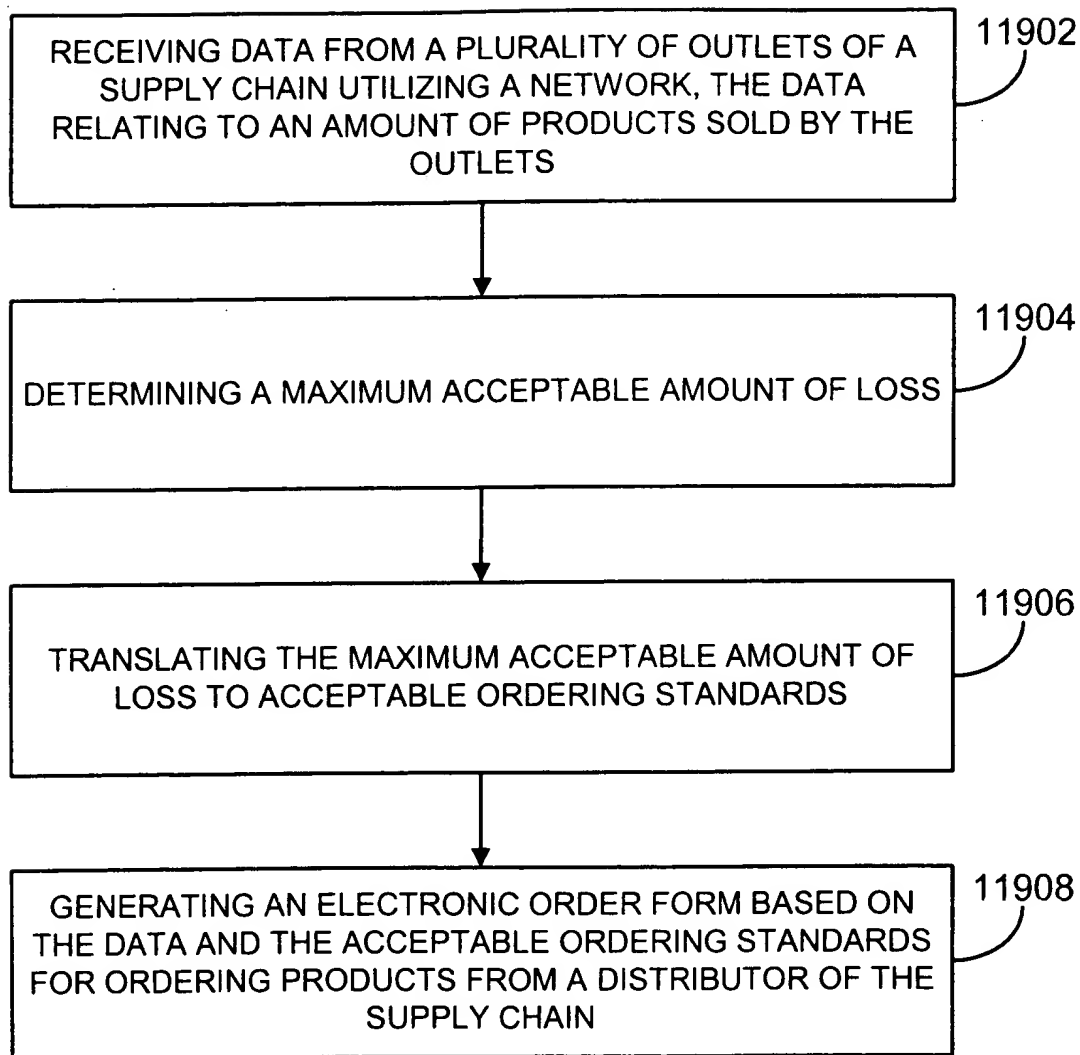 RECEIVING DATA FROM A PLURALITY OF OUTLETS OF A
SUPPLY CHAIN UTILIZING A NETWORK, THE DATA
RELATING TO AN AMOUNT OF PRODUCTS SOLD BY THE
OUTLETS
11902
DETERMINING A MAXIMUM ACCEPTABLE AMOUNT OF LOSS
11904
TRANSLATING THE MAXIMUM ACCEPTABLE AMOUNT OF
LOSS TO ACCEPTABLE ORDERING STANDARDS
11906
GENERATING AN ELECTRONIC ORDER FORM BASED ON
THE DATA AND THE ACCEPTABLE ORDERING STANDARDS
FOR ORDERING PRODUCTS FROM A DISTRIBUTOR OF THE
SUPPLY CHAIN
11908